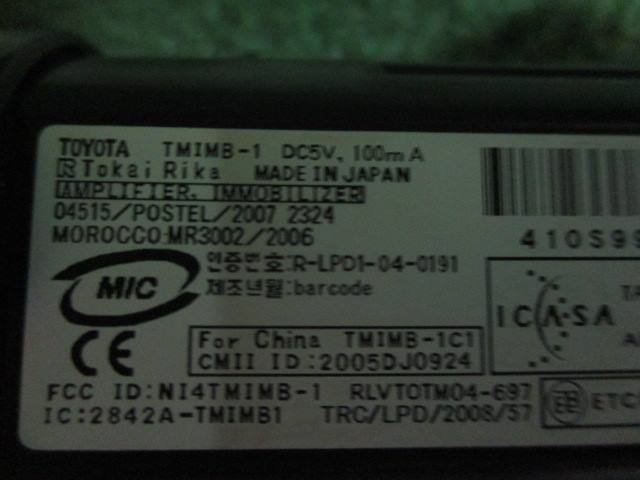 TOYOTA TMIMB-1 DC5V, 100mA
Tokai Rika MADE IN JAPAN
AMPLIFIER, IMMOBILIZER
04515/POSTEL/2007 2324
MOROCCO:MR3002/2006
410S99
인증번호:R-LPD1-04-0191
제조년월:barcode
MIC
ICASA
TA
CE
For China TMIMB-1C1
CMII ID:2005DJ0924
FCC ID:NI4TMIMB-1 RLVTOTM04-697
IC:2842A-TMIMB1 TRC/LPD/2008/57
ETC